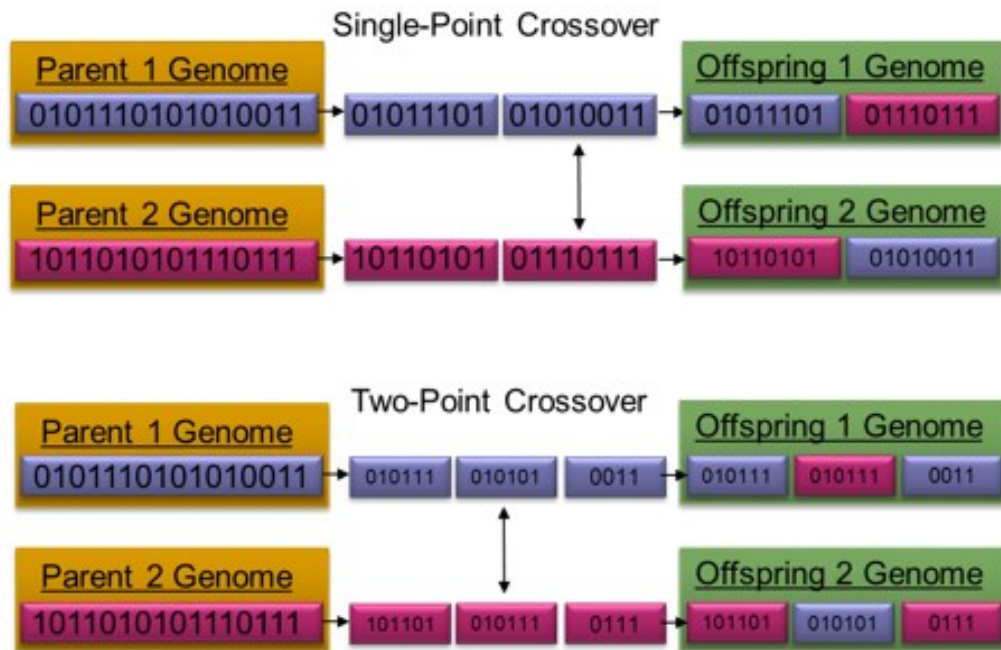 Single-Point Crossover
Parent 1 Genome
Offspring 1 Genome
0101110101010011 01011101 01010011 01011101 01110111
Parent 2 Genome
Offspring 2 Genome
1011010101110111 10110101 01110111 10110101 01010011
Two-Point Crossover
Parent 1 Genome
Offspring 1 Genome
0101110101010011 010111 010101 0011 010111 010111 0011
Parent 2 Genome
Offspring 2 Genome
1011010101110111 101101 010111 0111 101101 010101 0111